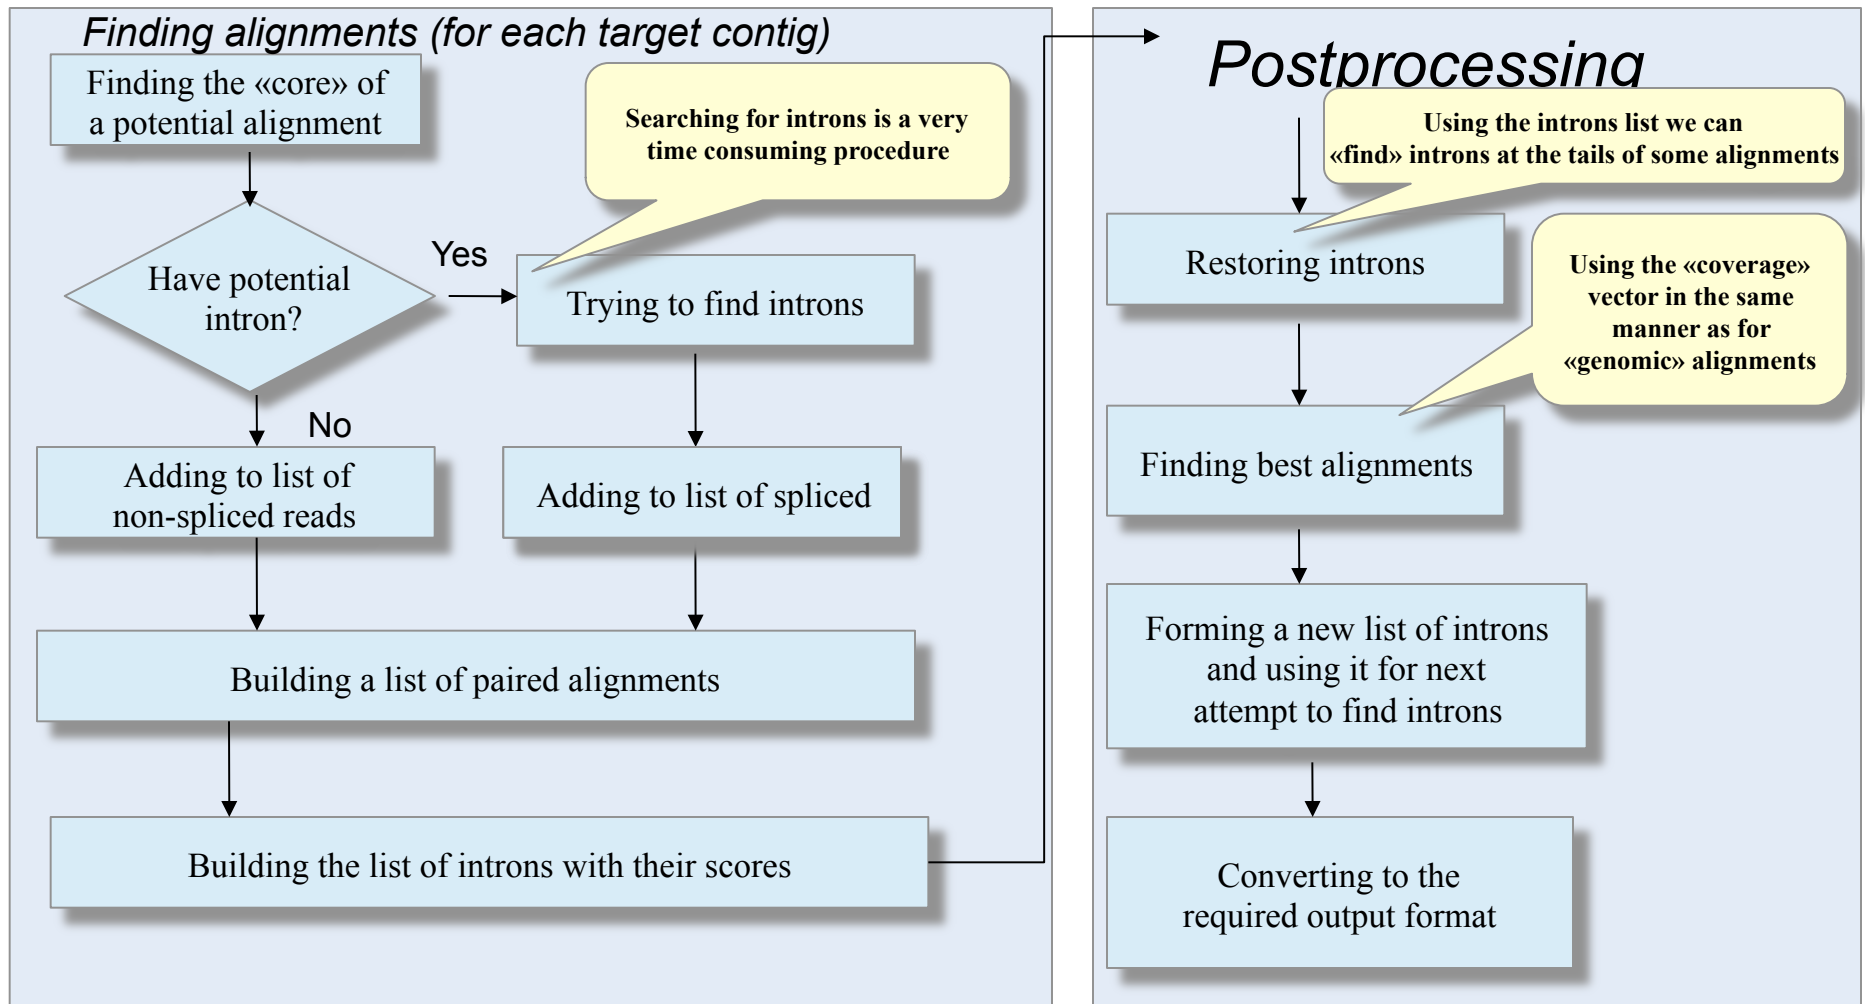 Finding alignments (for each target contig)
Finding the «core» of
a potential alignment
Searching for introns is a very
time consuming procedure
Have potential
intron?
Yes
Trying to find introns
No
Adding to list of
non-spliced reads
Adding to list of spliced
Building a list of paired alignments
Building the list of introns with their scores
Postprocessing
Using the introns list we can
«find» introns at the tails of some alignments
Restoring introns
Using the «coverage»
vector in the same
manner as for
«genomic» alignments
Finding best alignments
Forming a new list of introns
and using it for next
attempt to find introns
Converting to the
required output format